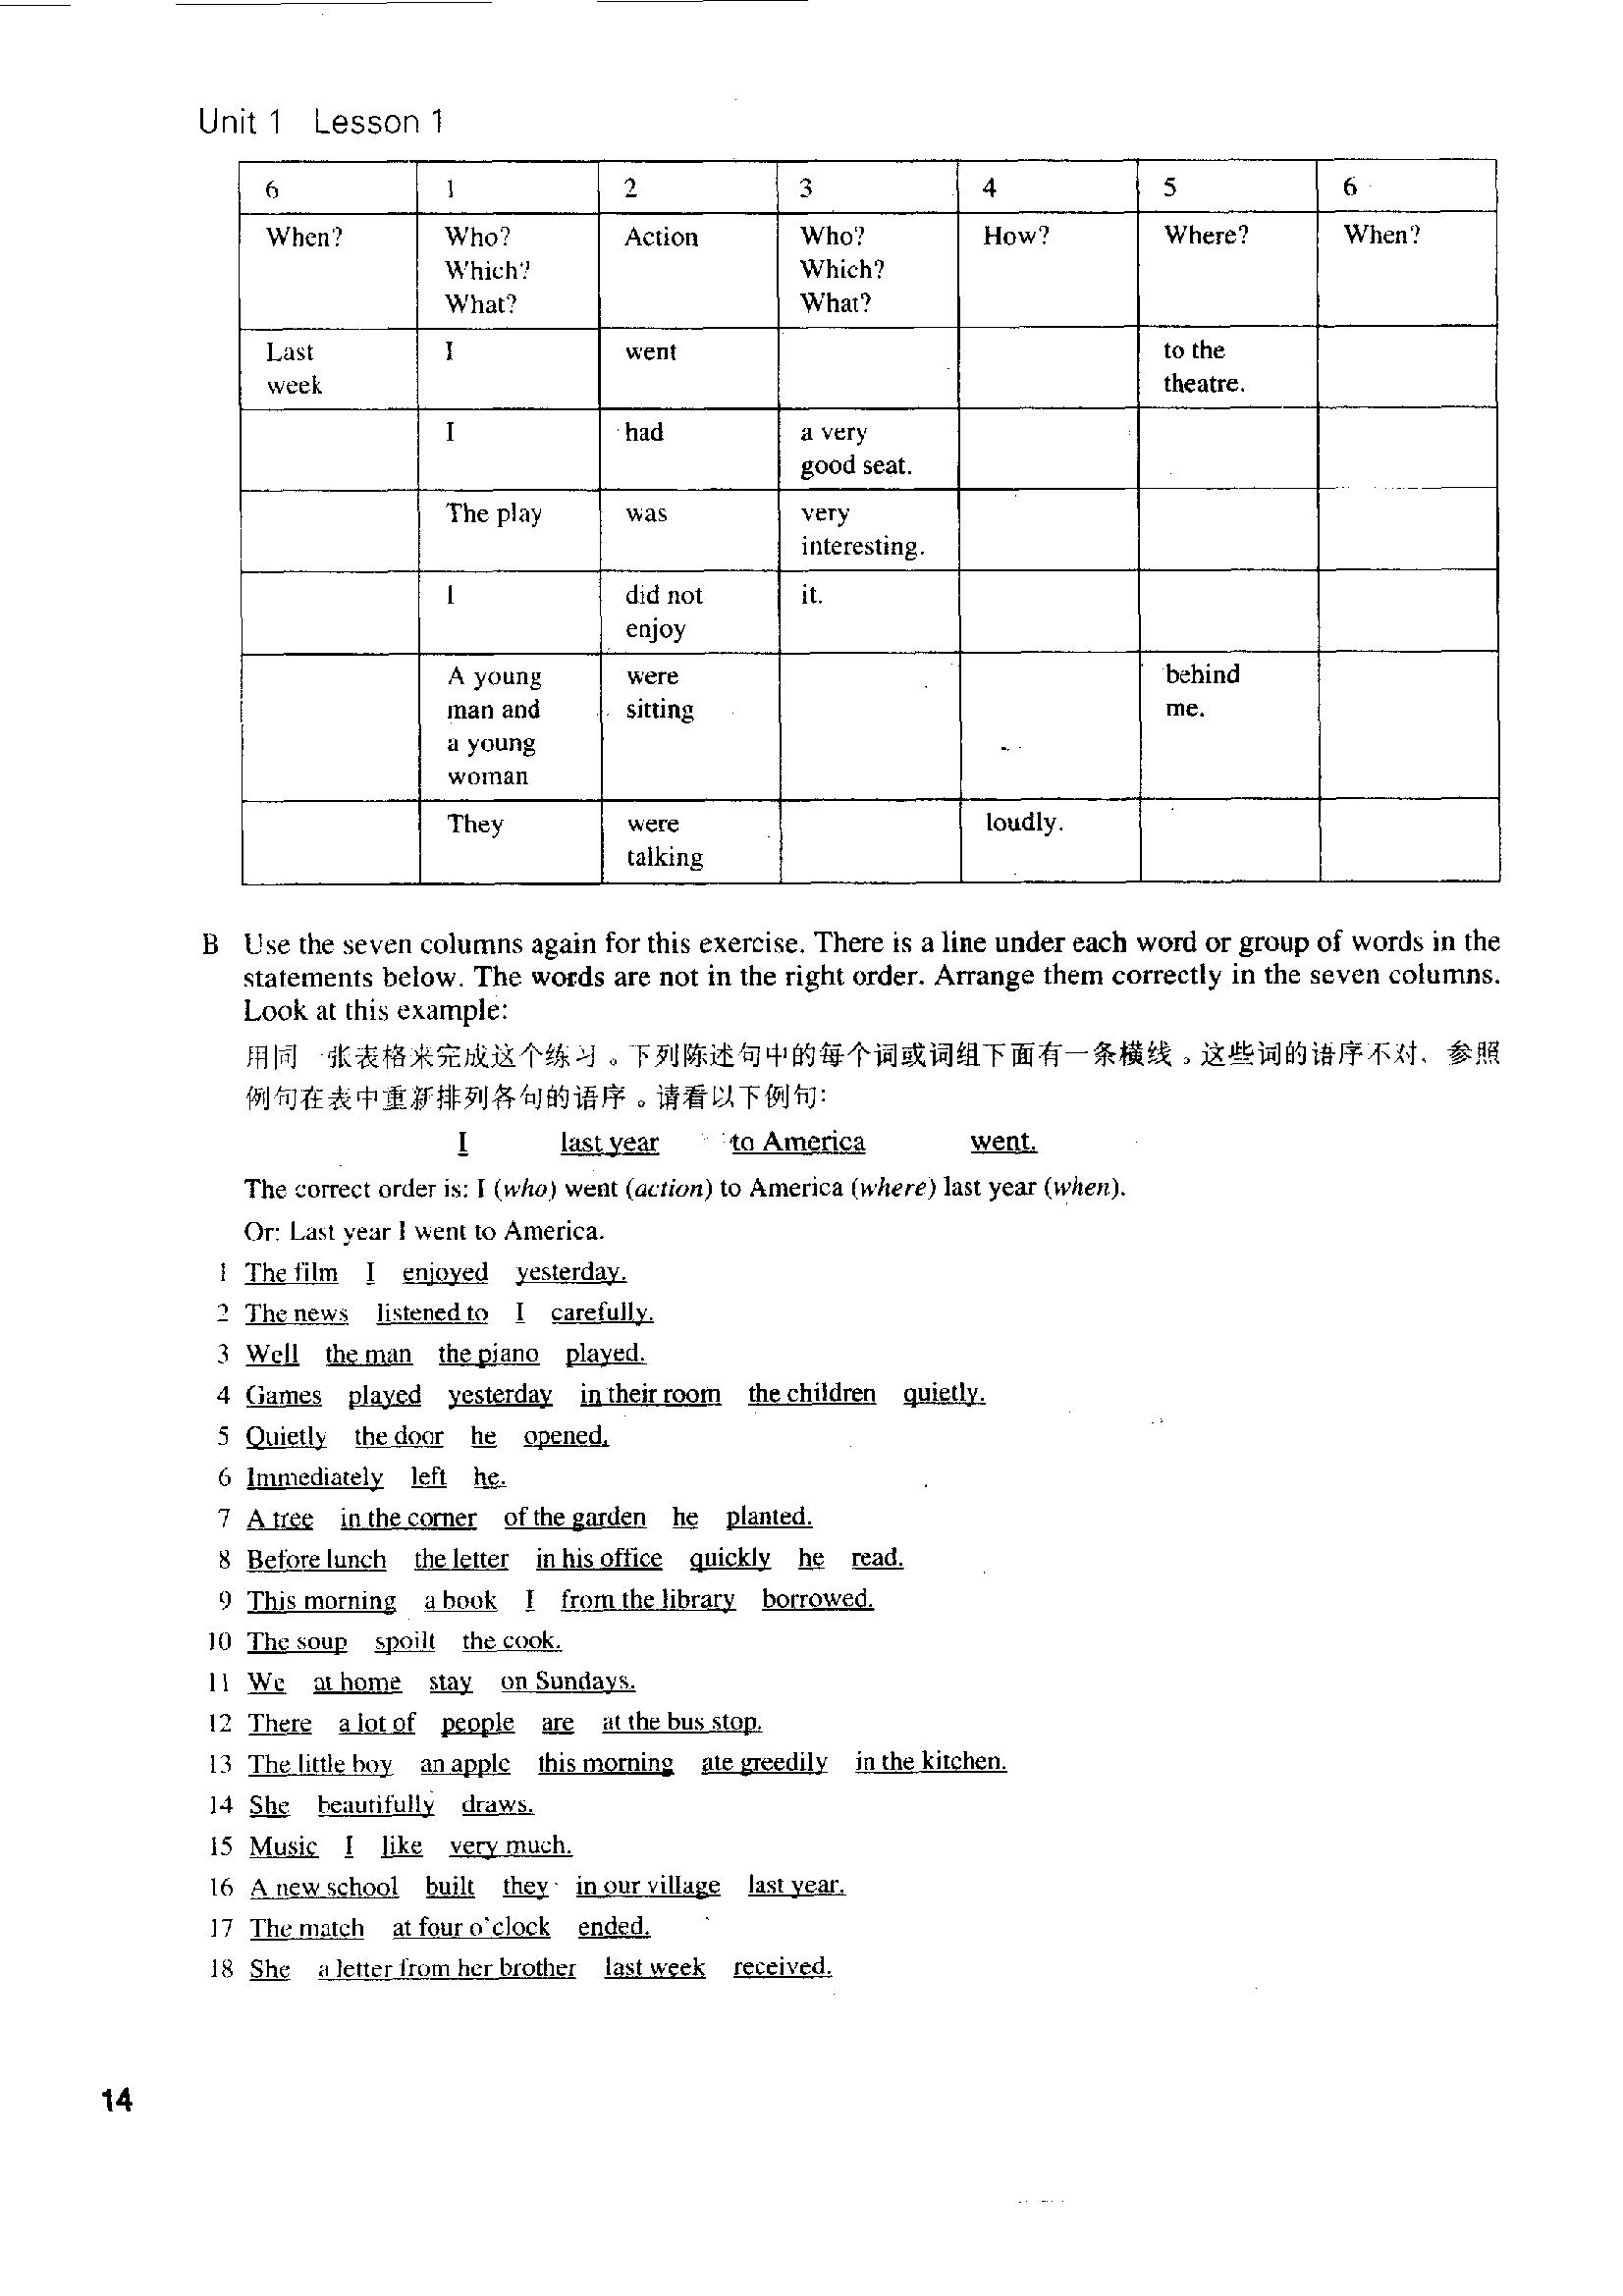 Unit 1 Lesson 1
6 1 2 3 4 5 6
When? Who? Action Who? How? Where? When?
Which? Which?
What? What?
Last I went to the
week theatre.
I had a very
good seat.
The play was very
interesting.
I did not it.
enjoy
A young were behind
man and sitting me.
a young
woman
They were loudly.
talking
B Use the seven columns again for this exercise. There is a line under each word or group of words in the
statements below. The words are not in the right order. Arrange them correctly in the seven columns.
Look at this example:
用同 张表格来完成这个练习。下列陈述句中的每个词或词组下面有一条横线。这些词的语序不对、参照
例句在表中重新排列各句的语序。请看以下例句:
I last year to America went.
The correct order is: I (who) went (action) to America (where) last year (when).
Or: Last year I went to America.
1 The film I enjoyed yesterday.
2 The news listened to I carefully.
3 Well the man the piano played.
4 Games played yesterday in their room the children quietly.
5 Quietly the door he opened.
6 Immediately left he.
7 A tree in the corner of the garden he planted.
8 Before lunch the letter in his office quickly he read.
9 This morning a book I from the library borrowed.
10 The soup spoilt the cook.
11 We at home stay on Sundays.
12 There a lot of people are at the bus stop.
13 The little boy an apple this morning ate greedily in the kitchen.
14 She beautifully draws.
15 Music I like very much.
16 A new school built they in our village last year.
17 The match at four o'clock ended.
18 She a letter from her brother last week received.
14